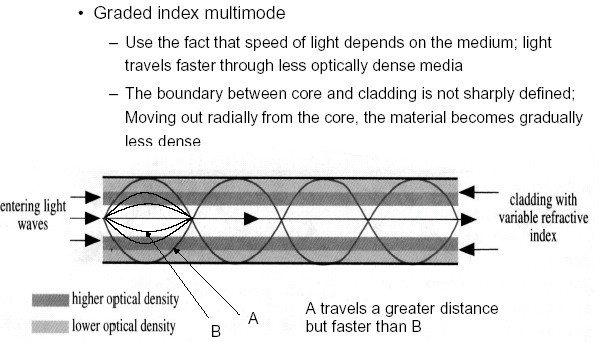 • Graded index multimode
– Use the fact that speed of light depends on the medium; light
travels faster through less optically dense media
– The boundary between core and cladding is not sharply defined;
Moving out radially from the core, the material becomes gradually
less dense
entering light
waves
cladding with
variable refractive
index
higher optical density
lower optical density
B
A
A travels a greater distance
but faster than B